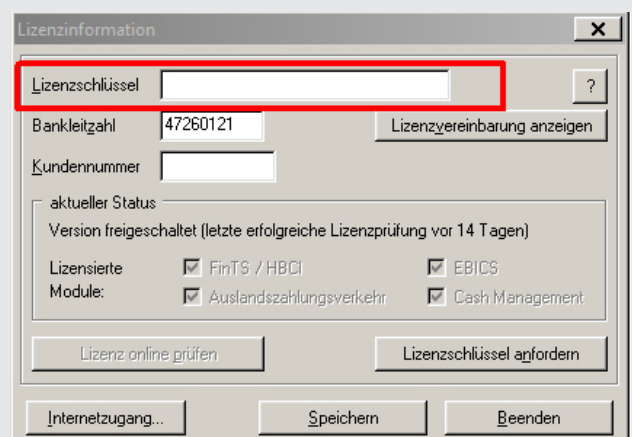 Lizenzinformation
Lizenzschlüssel
?
Bankleitzahl 47260121 Lizenzvereinbarung anzeigen
Kundennummer
aktueller Status
Version freigeschaltet (letzte erfolgreiche Lizenzprüfung vor 14 Tagen)
Lizensierte FinTS / HBCI EBICS
Module: Auslandszahlungsverkehr Cash Management
Lizenz online prüfen Lizenzschlüssel anfordern
Internetzugang... Speichern Beenden